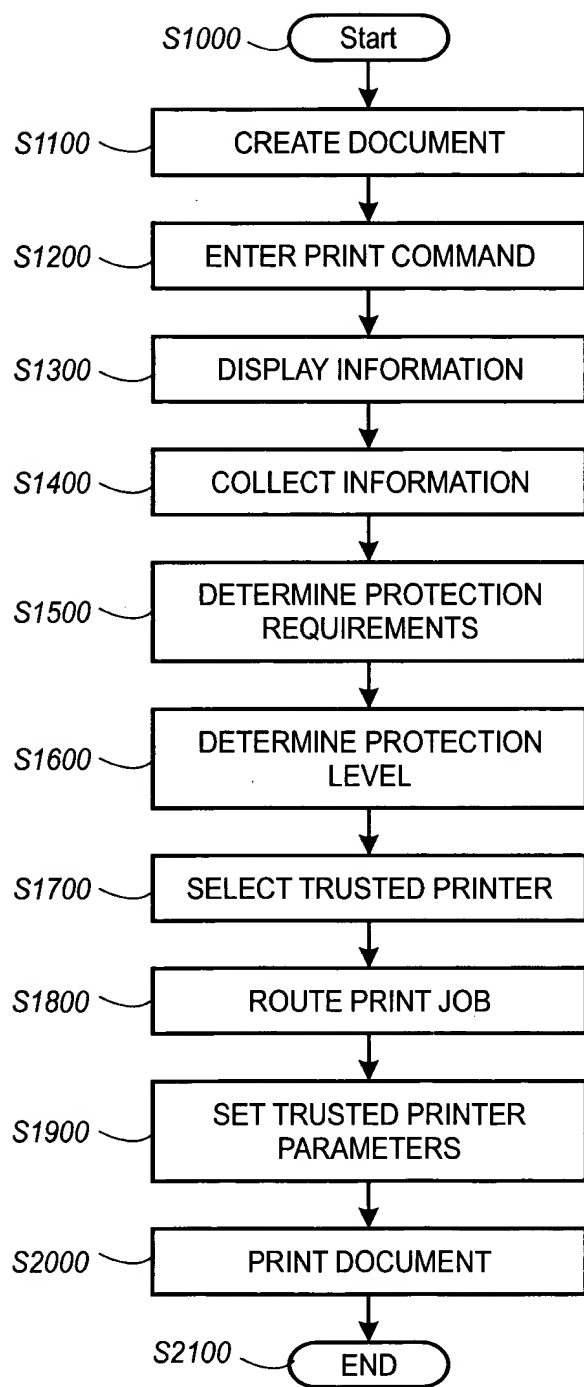 S1000 Start
S1100 CREATE DOCUMENT
S1200 ENTER PRINT COMMAND
S1300 DISPLAY INFORMATION
S1400 COLLECT INFORMATION
S1500 DETERMINE PROTECTION
REQUIREMENTS
S1600 DETERMINE PROTECTION
LEVEL
S1700 SELECT TRUSTED PRINTER
S1800 ROUTE PRINT JOB
S1900 SET TRUSTED PRINTER
PARAMETERS
S2000 PRINT DOCUMENT
S2100 END